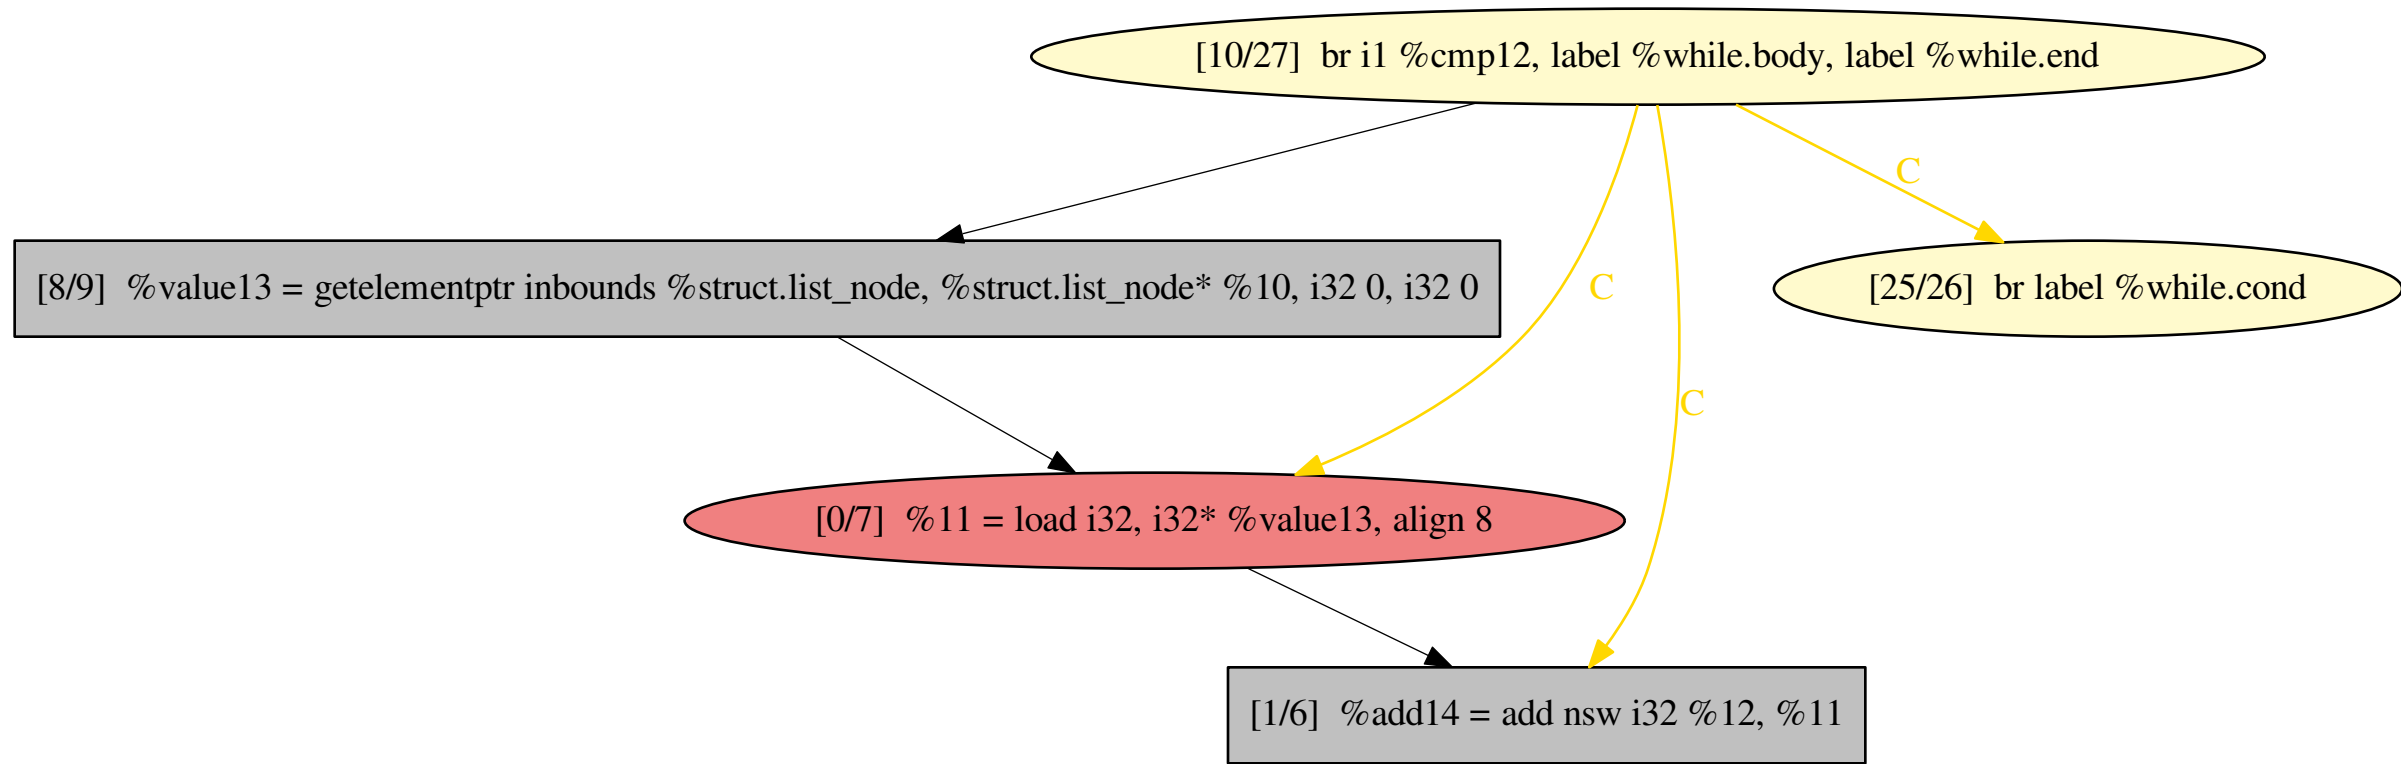 [10/27]  br i1 %cmp12, label %while.body, label %while.end
C
[8/9]  %value13 = getelementptr inbounds %struct.list_node, %struct.list_node* %10, i32 0, i32 0
C
[25/26]  br label %while.cond
C
[0/7]  %11 = load i32, i32* %value13, align 8
[1/6]  %add14 = add nsw i32 %12, %11